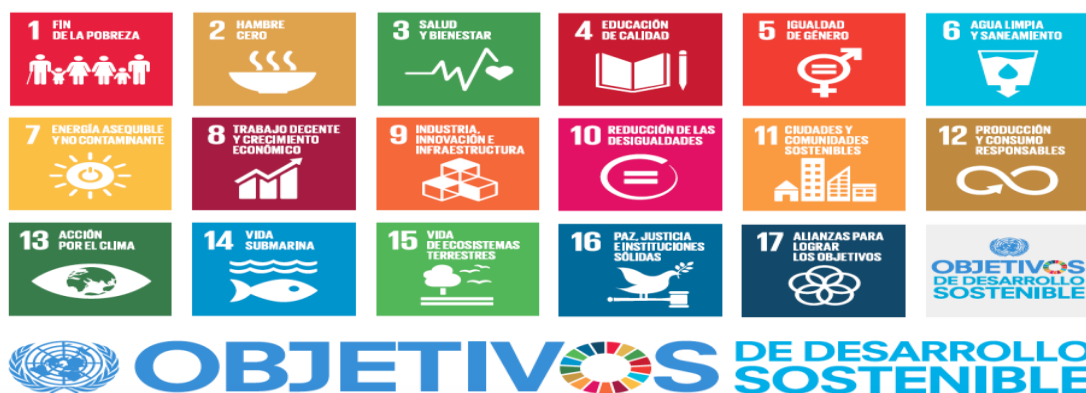 1 FIN
DE LA POBREZA
2 HAMBRE
CERO
3 SALUD
Y BIENESTAR
4 EDUCACIÓN
DE CALIDAD
5 IGUALDAD
DE GÉNERO
6 AGUA LIMPIA
Y SANEAMIENTO
7 ENERGÍA ASEQUIBLE
Y NO CONTAMINANTE
8 TRABAJO DECENTE
Y CRECIMIENTO
ECONÓMICO
9 INDUSTRIA,
INNOVACIÓN E
INFRAESTRUCTURA
10 REDUCCIÓN DE LAS
DESIGUALDADES
11 CIUDADES Y
COMUNIDADES
SOSTENIBLES
12 PRODUCCIÓN
Y CONSUMO
RESPONSABLES
13 ACCIÓN
POR EL CLIMA
14 VIDA
SUBMARINA
15 VIDA
DE ECOSISTEMAS
TERRESTRES
16 PAZ, JUSTICIA
E INSTITUCIONES
SÓLIDAS
17 ALIANZAS PARA
LOGRAR
LOS OBJETIVOS
OBJETIVOS
DE DESARROLLO
SOSTENIBLE
OBJETIVOS
DE DESARROLLO
SOSTENIBLE